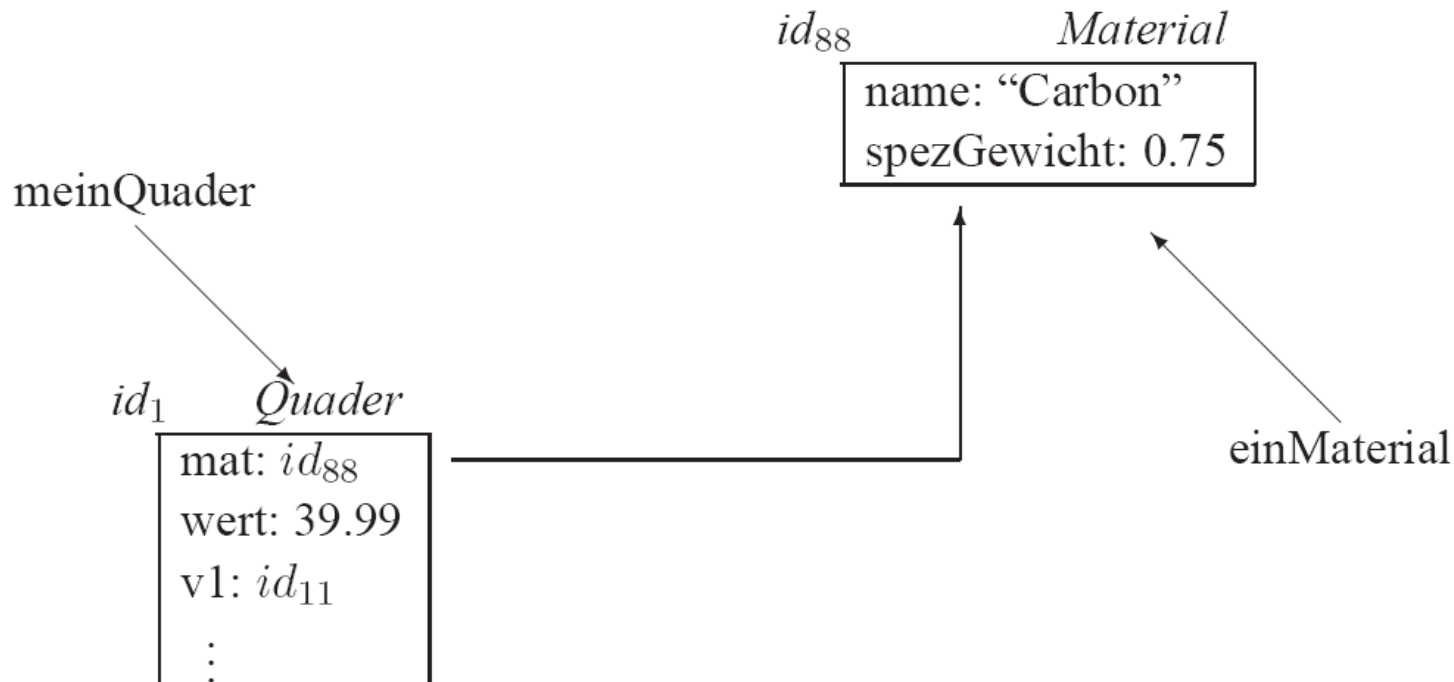 id₈₈ Material
name: “Carbon”
spezGewicht: 0.75
meinQuader
id₁ Quader
mat: id₈₈
wert: 39.99
v1: id₁₁
⋮
einMaterial